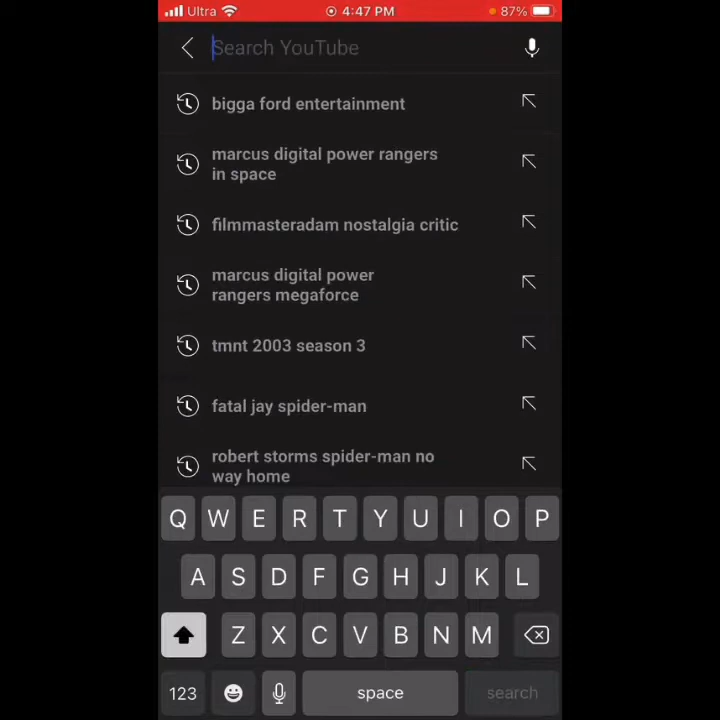 Ultra 4:47 PM 87%
Search YouTube
bigga ford entertainment
marcus digital power rangers
in space
filmmasteradam nostalgia critic
marcus digital power
rangers megaforce
tmnt 2003 season 3
fatal jay spider-man
robert storms spider-man no
way home
Q W E R T Y U I O P
A S D F G H J K L
Z X C V B N M
123 space search